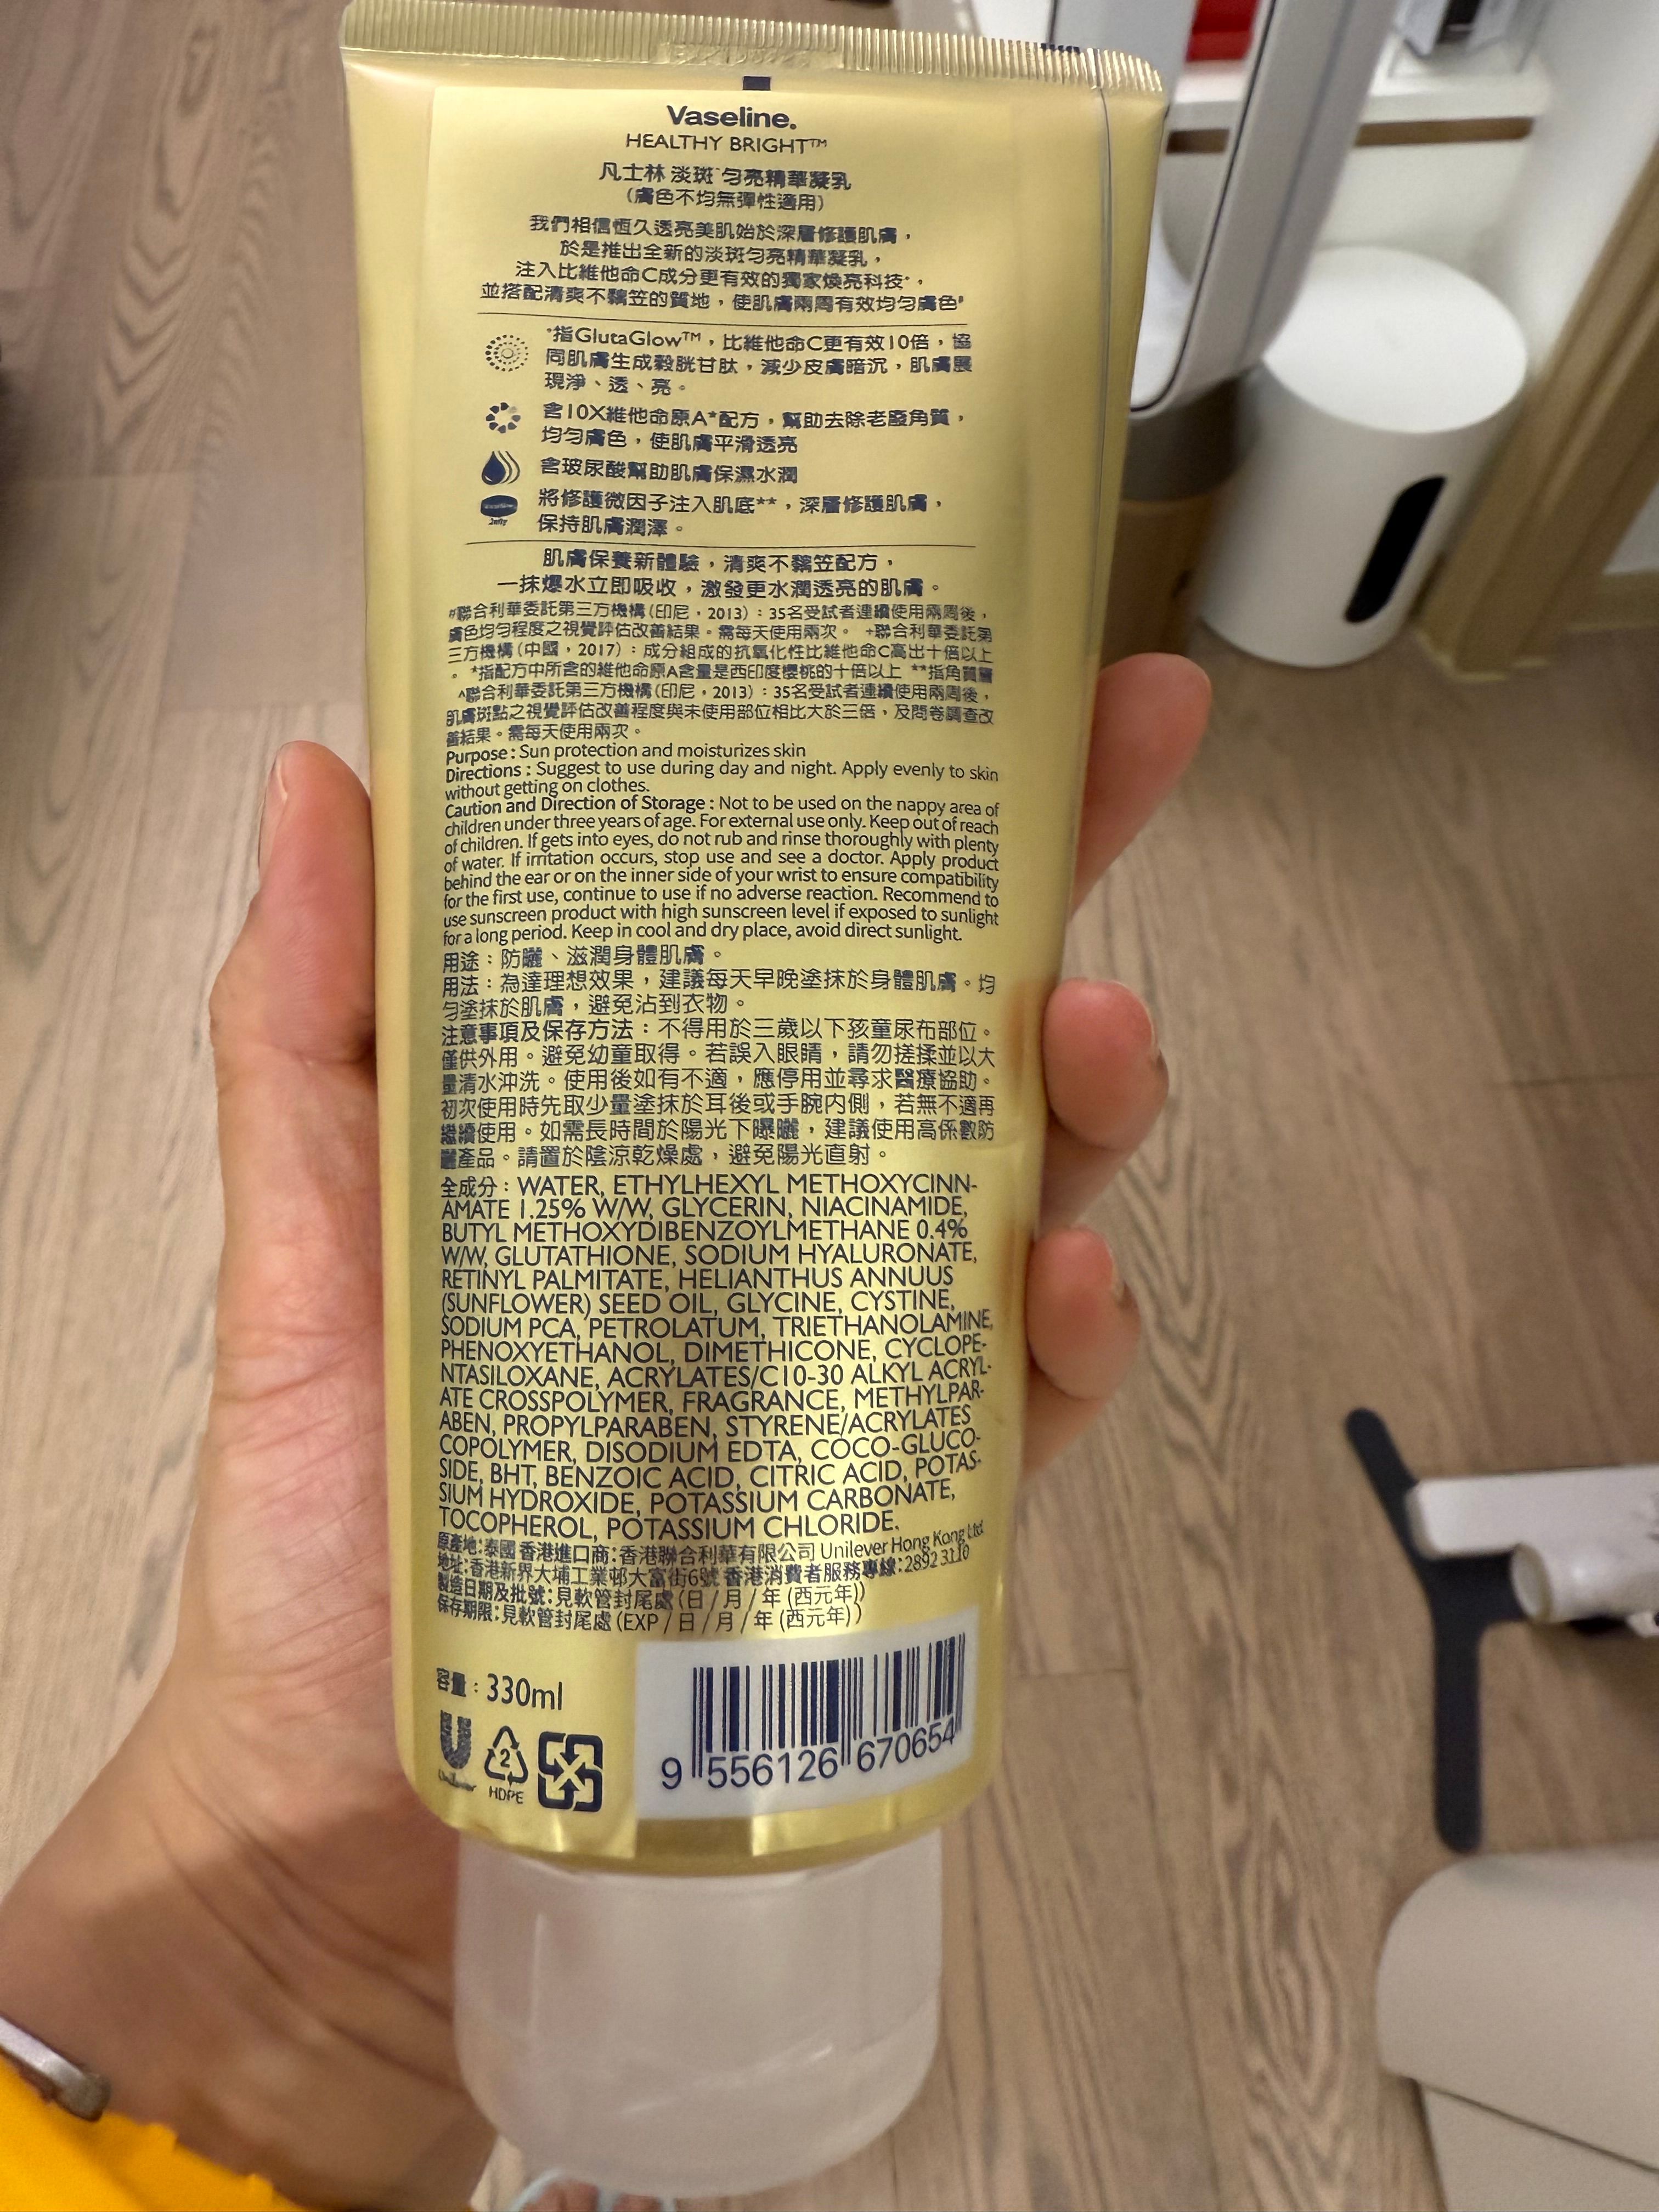 Vaseline.
HEALTHY BRIGHT™
凡士林 淡斑^勻亮精華凝乳
(膚色不均無彈性適用)
我們相信恆久透亮美肌始於深層修護肌膚，
於是推出全新的淡斑勻亮精華凝乳，
注入比維他命C成分更有效的獨家煥亮科技+，
並搭配清爽不黐笠的質地，使肌膚兩周有效均勻膚色#
+指GlutaGlow™，比維他命C更有效10倍，協
同肌膚生成穀胱甘肽，減少皮膚暗沉，肌膚展
現淨、透、亮。
含10X維他命原A*配方，幫助去除老廢角質，
均勻膚色，使肌膚平滑透亮
含玻尿酸幫助肌膚保濕水潤
將修護微因子注入肌底**，深層修護肌膚，
Jelly
保持肌膚潤澤。
肌膚保養新體驗，清爽不黐笠配方，
一抹爆水立即吸收，激發更水潤透亮的肌膚。
#聯合利華委託第三方機構(印尼，2013)：35名受試者連續使用兩周後，
膚色均勻程度之視覺評估改善結果。需每天使用兩次。 +聯合利華委託第
三方機構(中國，2017)：成分組成的抗氧化性比維他命C高出十倍以上
。 *指配方中所含的維他命原A含量是西印度櫻桃的十倍以上 **指角質層
^聯合利華委託第三方機構(印尼，2013)：35名受試者連續使用兩周後，
肌膚斑點之視覺評估改善程度與未使用部位相比大於三倍，及問卷調查改
善結果。需每天使用兩次。
Purpose : Sun protection and moisturizes skin
Directions : Suggest to use during day and night. Apply evenly to skin
without getting on clothes.
Caution and Direction of Storage : Not to be used on the nappy area of
children under three years of age. For external use only. Keep out of reach
of children. If gets into eyes, do not rub and rinse thoroughly with plenty
of water. If irritation occurs, stop use and see a doctor. Apply product
behind the ear or on the inner side of your wrist to ensure compatibility
for the first use, continue to use if no adverse reaction. Recommend to
use sunscreen product with high sunscreen level if exposed to sunlight
for a long period. Keep in cool and dry place, avoid direct sunlight.
用途：防曬、滋潤身體肌膚。
用法：為達理想效果，建議每天早晚塗抹於身體肌膚。均
勻塗抹於肌膚，避免沾到衣物。
注意事項及保存方法：不得用於三歲以下孩童尿布部位。
僅供外用。避免幼童取得。若誤入眼睛，請勿搓揉並以大
量清水沖洗。使用後如有不適，應停用並尋求醫療協助。
初次使用時先取少量塗抹於耳後或手腕內側，若無不適再
繼續使用。如需長時間於陽光下曝曬，建議使用高係數防
曬產品。請置於陰涼乾燥處，避免陽光直射。
全成分：WATER, ETHYLHEXYL METHOXYCINN-
AMATE 1.25% W/W, GLYCERIN, NIACINAMIDE,
BUTYL METHOXYDIBENZOYLMETHANE 0.4%
W/W, GLUTATHIONE, SODIUM HYALURONATE,
RETINYL PALMITATE, HELIANTHUS ANNUUS
(SUNFLOWER) SEED OIL, GLYCINE, CYSTINE,
SODIUM PCA, PETROLATUM, TRIETHANOLAMINE,
PHENOXYETHANOL, DIMETHICONE, CYCLOPE-
NTASILOXANE, ACRYLATES/C10-30 ALKYL ACRYL-
ATE CROSSPOLYMER, FRAGRANCE, METHYLPAR-
ABEN, PROPYLPARABEN, STYRENE/ACRYLATES
COPOLYMER, DISODIUM EDTA, COCO-GLUCO-
SIDE, BHT, BENZOIC ACID, CITRIC ACID, POTAS-
SIUM HYDROXIDE, POTASSIUM CARBONATE,
TOCOPHEROL, POTASSIUM CHLORIDE.
原產地:泰國 香港進口商:香港聯合利華有限公司 Unilever Hong Kong Ltd
地址:香港新界大埔工業邨大富街6號 香港消費者服務專線:2892 3110
製造日期及批號:見軟管封尾處 (日 / 月 / 年 (西元年))
保存期限:見軟管封尾處 (EXP / 日 / 月 / 年 (西元年))
容量：330ml
Unilever
2
HDPE
9 556126 670654